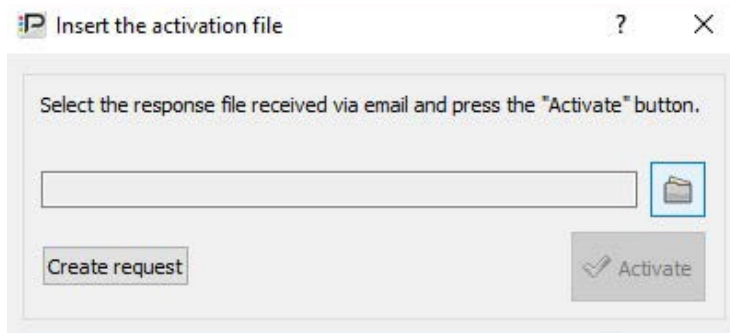 Insert the activation file
?
Select the response file received via email and press the "Activate" button.
Create request
Activate